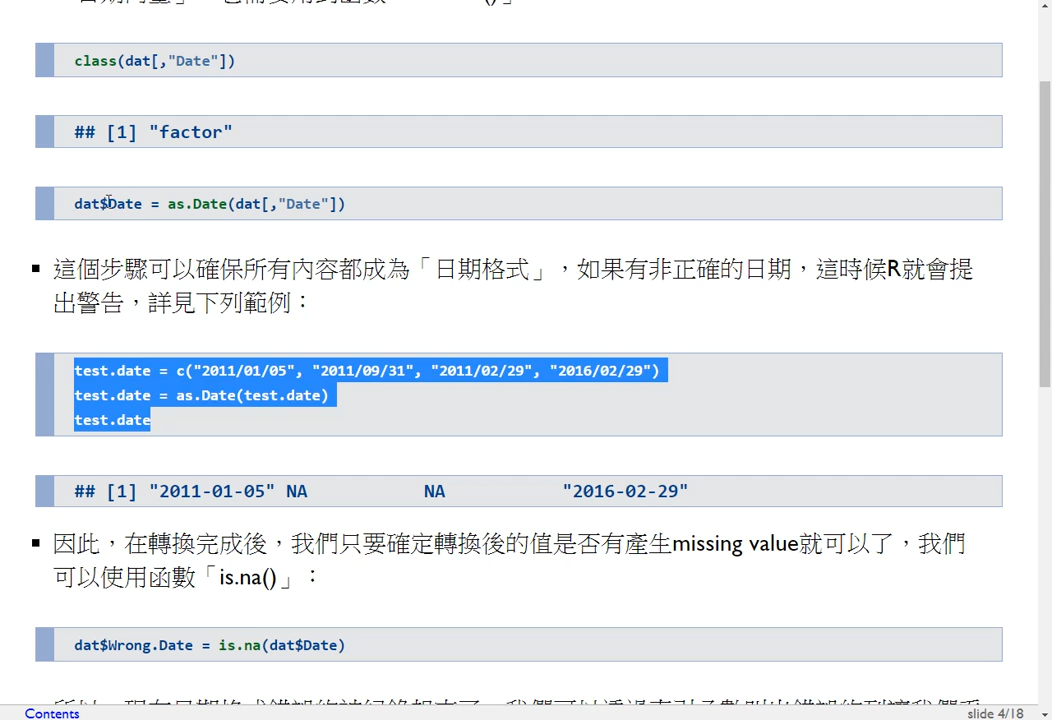 class(dat[,"Date"])
## [1] "factor"
dat$Date = as.Date(dat[,"Date"])
這個步驟可以確保所有內容都成為「日期格式」，如果有非正確的日期，這時候R就會提
出警告，詳見下列範例：
test.date = c("2011/01/05", "2011/09/31", "2011/02/29", "2016/02/29")
test.date = as.Date(test.date)
test.date
## [1] "2011-01-05" NA NA "2016-02-29"
因此，在轉換完成後，我們只要確定轉換後的值是否有產生missing value就可以了，我們
可以使用函數「is.na()」：
dat$Wrong.Date = is.na(dat$Date)
Contents
slide 4/18